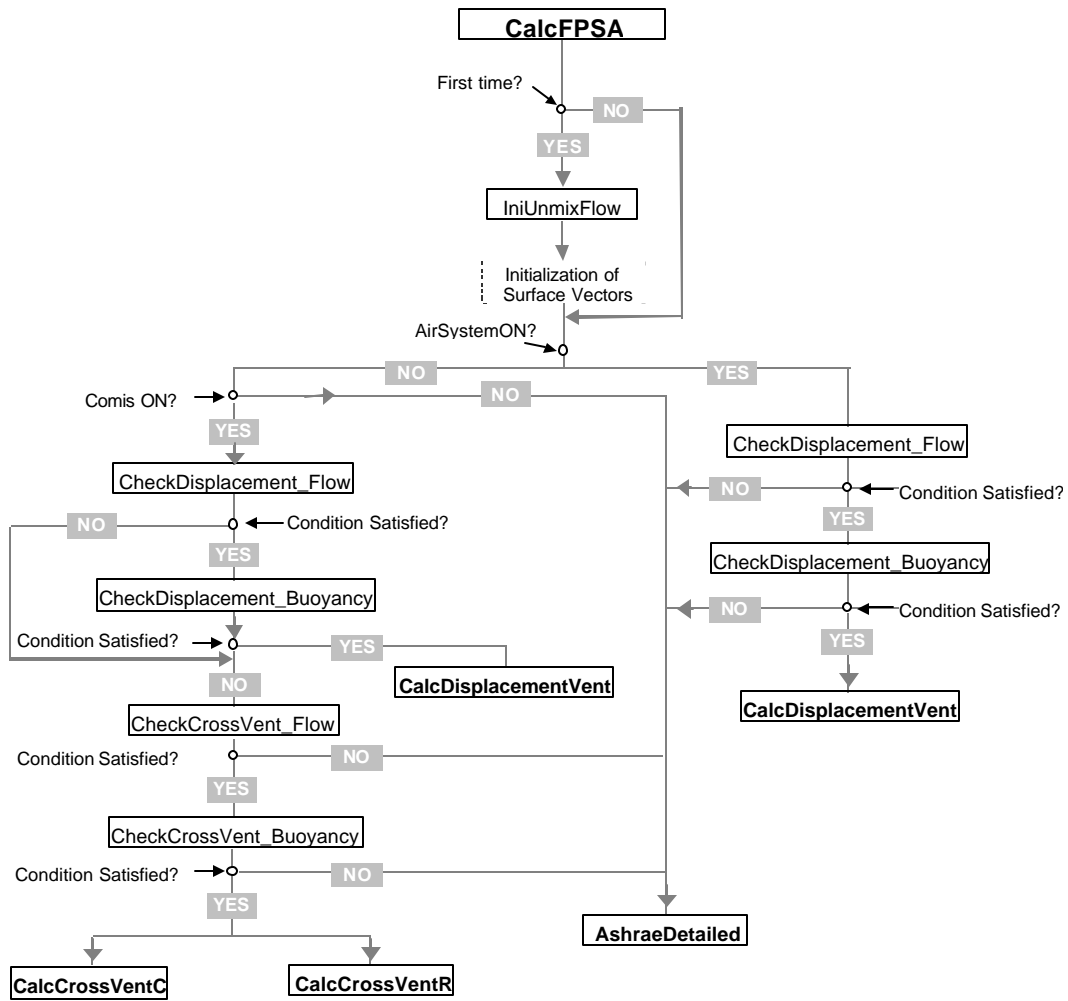 CalcFPSA
First time?
NO
YES
IniUnmixFlow
Initialization of
Surface Vectors
AirSystemON?
NO
YES
Comis ON?
NO
YES
CheckDisplacement_Flow
CheckDisplacement_Flow
NO
Condition Satisfied?
NO
Condition Satisfied?
YES
YES
CheckDisplacement_Buoyancy
CheckDisplacement_Buoyancy
NO
Condition Satisfied?
Condition Satisfied?
YES
YES
CalcDisplacementVent
NO
CalcDisplacementVent
CheckCrossVent_Flow
Condition Satisfied?
NO
YES
CheckCrossVent_Buoyancy
Condition Satisfied?
NO
YES
AshraeDetailed
CalcCrossVentC
CalcCrossVentR